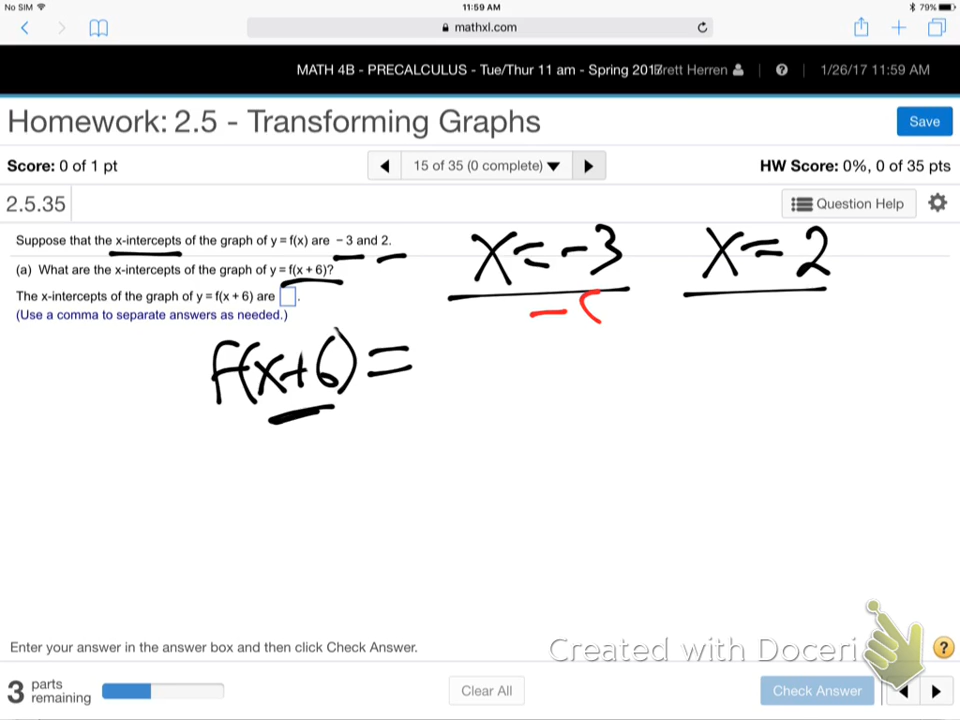 No SIM 11:59 AM 79%
mathxl.com
MATH 4B - PRECALCULUS - Tue/Thur 11 am - Spring 2017 Brett Herren ? 1/26/17 11:59 AM
Homework: 2.5 - Transforming Graphs Save
Score: 0 of 1 pt 15 of 35 (0 complete) HW Score: 0%, 0 of 35 pts
2.5.35 Question Help
Suppose that the x-intercepts of the graph of y = f(x) are - 3 and 2.
x = -3 x = 2
(a) What are the x-intercepts of the graph of y = f(x + 6)?
The x-intercepts of the graph of y = f(x + 6) are .
(Use a comma to separate answers as needed.)
f(x+6) =
Enter your answer in the answer box and then click Check Answer.
Created with Doceri
?
3 parts remaining Clear All Check Answer